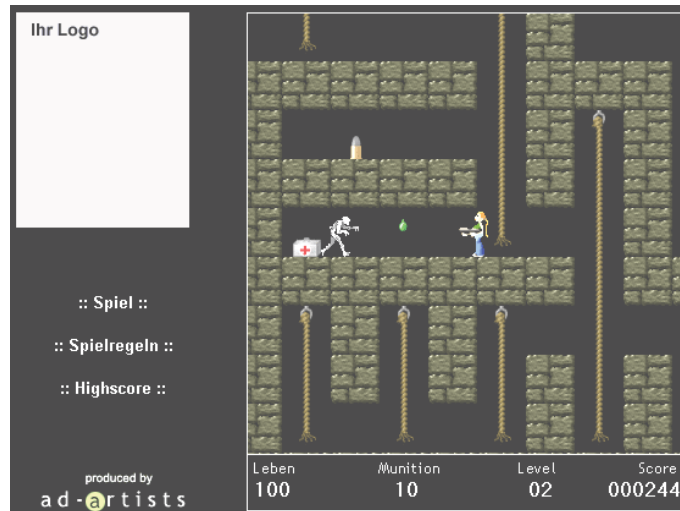 Ihr Logo
:: Spiel ::
:: Spielregeln ::
:: Highscore ::
produced by
ad-artists
Leben Munition Level Score
100 10 02 000244